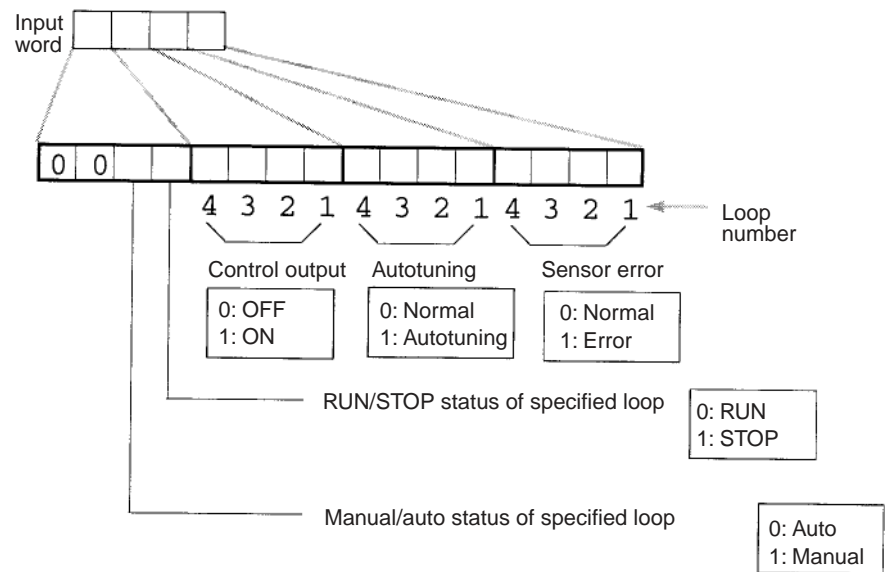 Input
word
0 0
4 3 2 1 4 3 2 1 4 3 2 1
Loop
number
Control output
Autotuning
Sensor error
0: OFF
1: ON
0: Normal
1: Autotuning
0: Normal
1: Error
RUN/STOP status of specified loop
0: RUN
1: STOP
Manual/auto status of specified loop
0: Auto
1: Manual